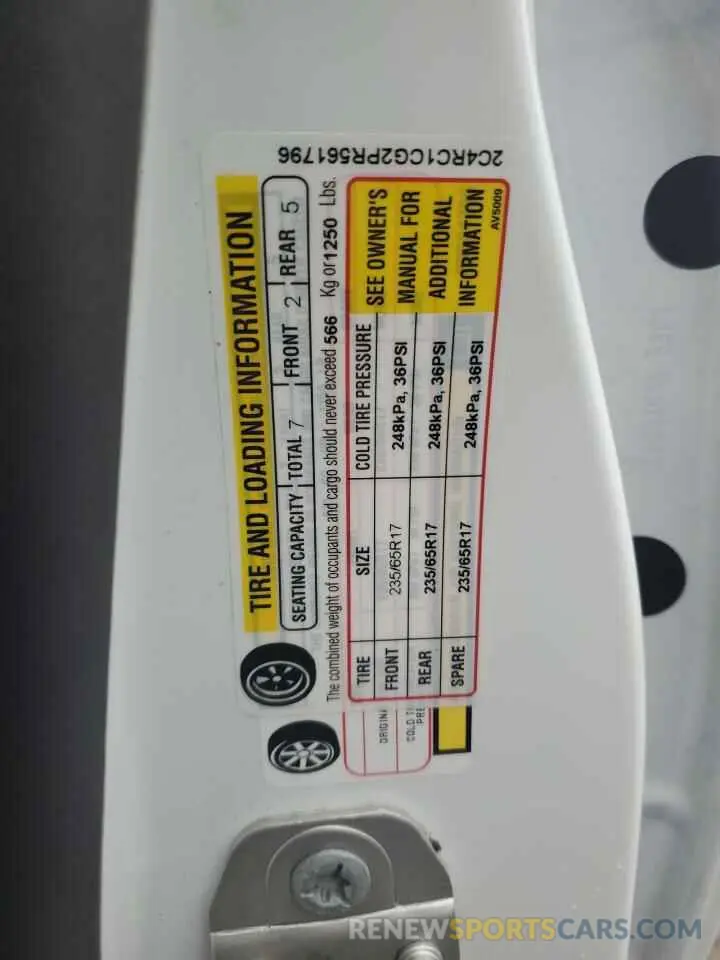 2C4RC1CG2PR561796
TIRE AND LOADING INFORMATION
SEATING CAPACITY TOTAL 7 FRONT 2 REAR 5
The combined weight of occupants and cargo should never exceed 566 Kg or 1250 Lbs.
TIRE SIZE COLD TIRE PRESSURE SEE OWNER'S
FRONT 235/65R17 248kPa, 36PSI MANUAL FOR
REAR 235/65R17 248kPa, 36PSI ADDITIONAL
SPARE 235/65R17 248kPa, 36PSI INFORMATION
AV5009
TIRE
COLD
RENEWSPORTSCARS.COM